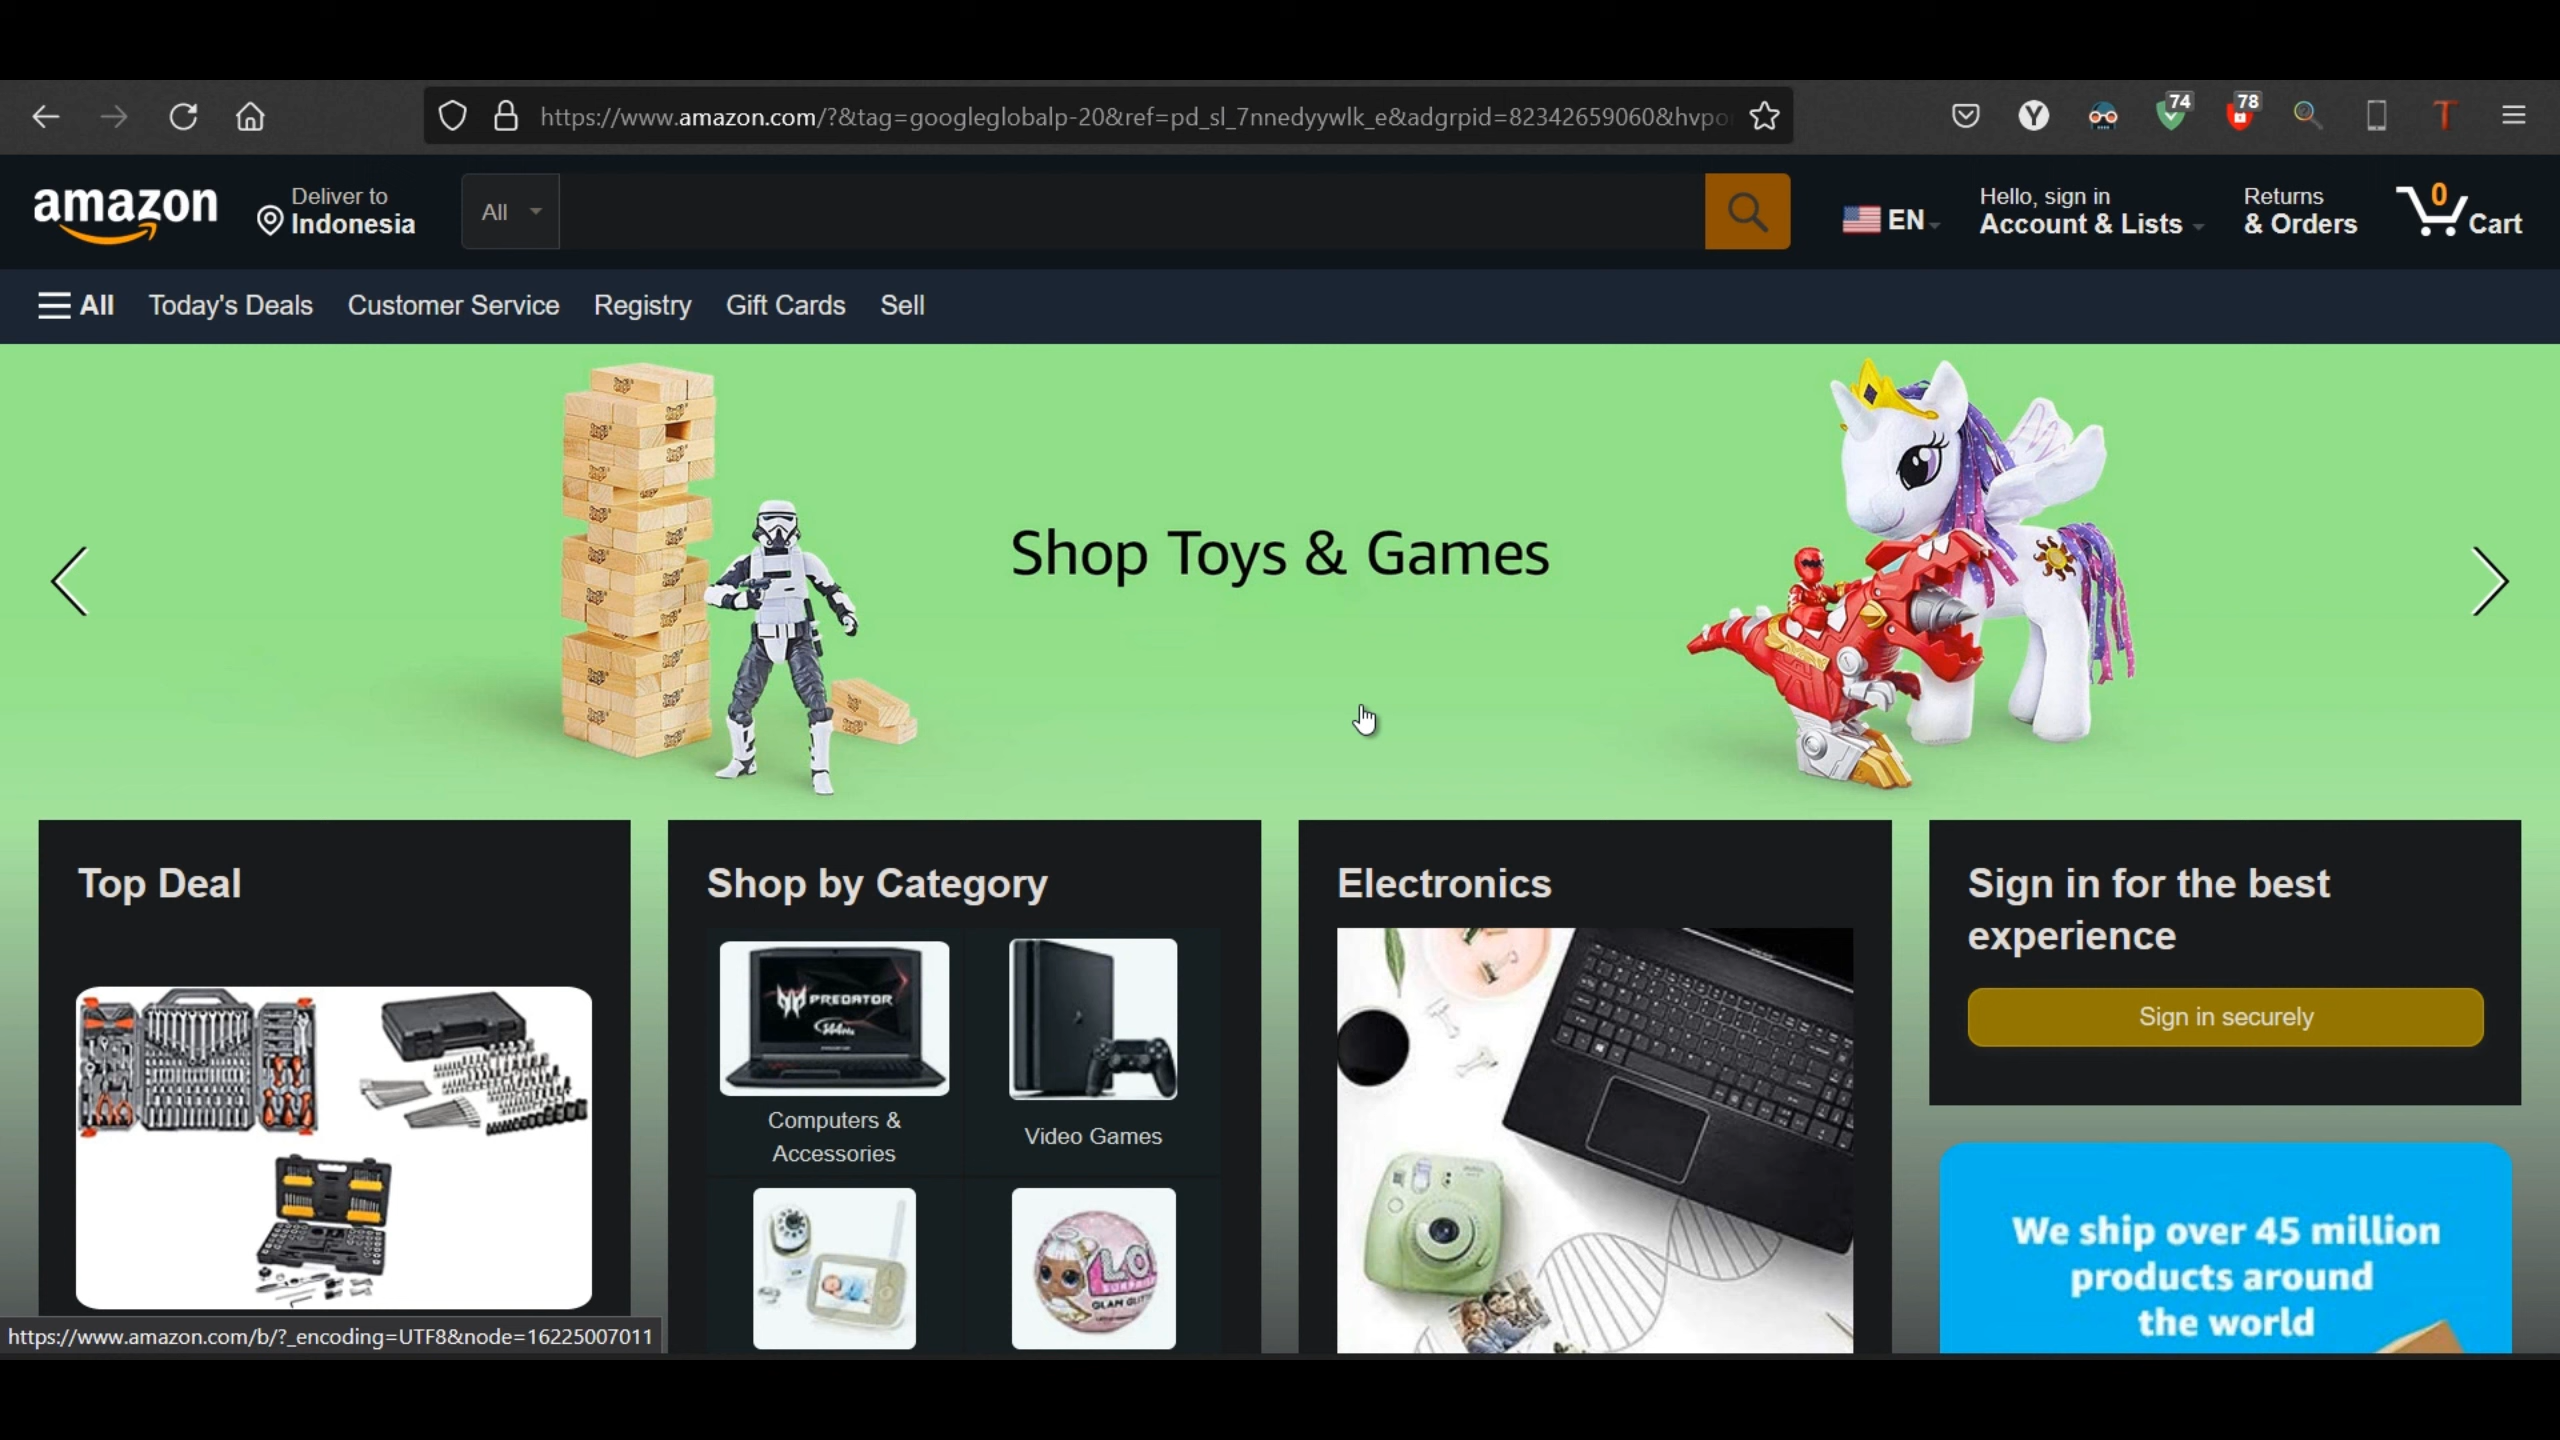 https://www.amazon.com/?&tag=googleglobalp-20&ref=pd_sl_7nnedyywlk_e&adgrpid=82342659060&hvpo
74
78
amazon
Deliver to
Indonesia
All
EN
Hello, sign in
Account & Lists
Returns
& Orders
0
Cart
All
Today's Deals
Customer Service
Registry
Gift Cards
Sell
Shop Toys & Games
Top Deal
Shop by Category
Electronics
Sign in for the best
experience
Sign in securely
PREDATOR
144Hz
Computers &
Accessories
Video Games
We ship over 45 million
products around
the world
https://www.amazon.com/b/?_encoding=UTF8&node=16225007011